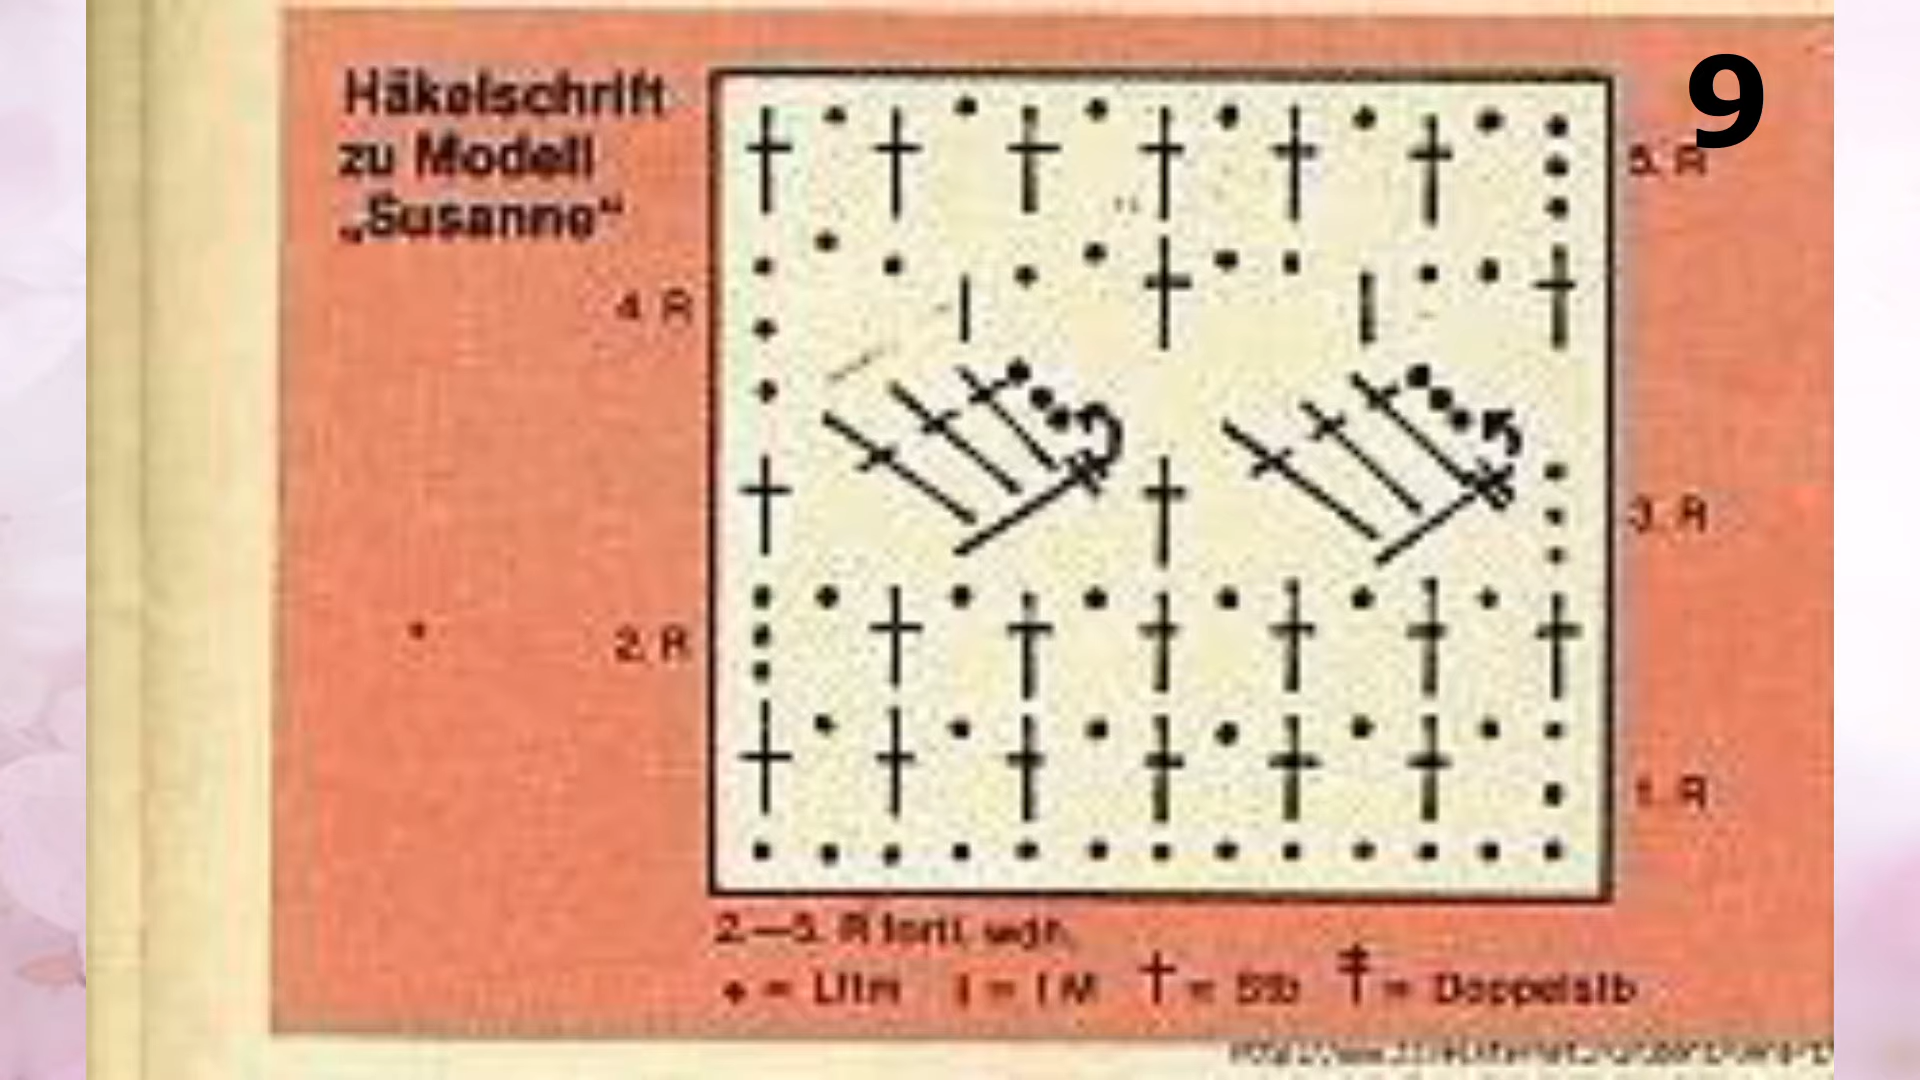 Häkelschrift
zu Modell
„Susanne“
9
5. R
4. R
3. R
2. R
1. R
2.—5. R fortl. wdh.
• = Lftm I = f M † = Stb = Doppelstb